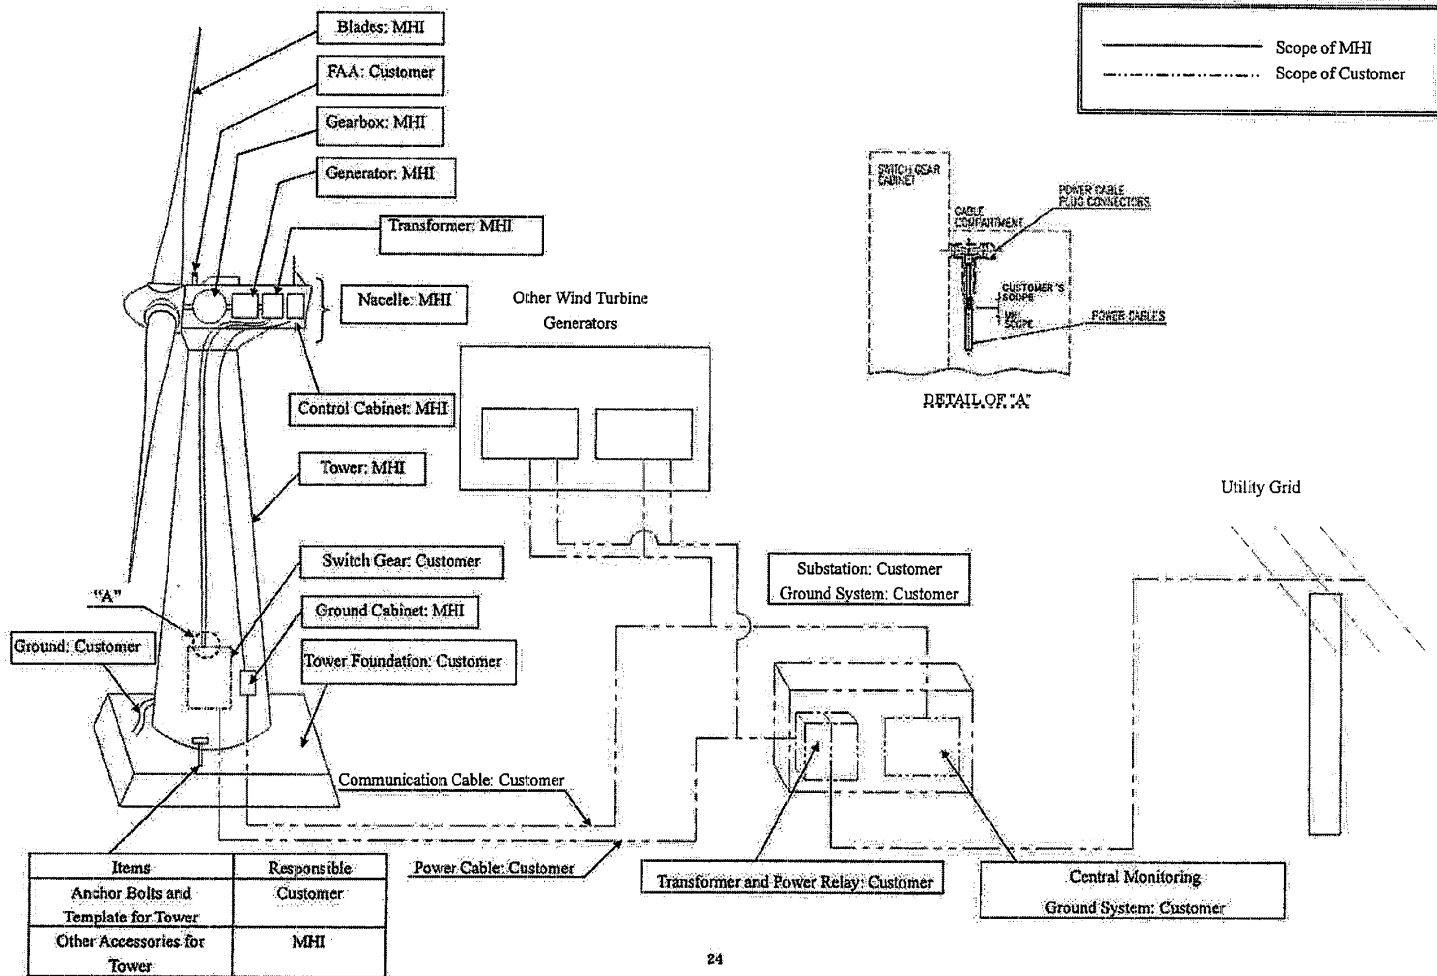 Blades: MHI
FAA: Customer
Gearbox: MHI
Generator: MHI
Transformer: MHI
Nacelle: MHI
Control Cabinet: MHI
Tower: MHI
Switch Gear: Customer
"A"
Ground Cabinet: MHI
Ground: Customer
Tower Foundation: Customer
Communication Cable: Customer
Power Cable: Customer
Items Responsible
Anchor Bolts and Customer
Template for Tower
Other Accessories for MHI
Tower
Other Wind Turbine
Generators
Scope of MHI
Scope of Customer
SWITCH GEAR
CABINET
POWER CABLE
PLUG CONNECTORS
CABLE
COMPARTMENT
CUSTOMER'S
SCOPE
MHI
SCOPE
POWER CABLES
DETAIL OF "A"
Utility Grid
Substation: Customer
Ground System: Customer
Transformer and Power Relay: Customer
Central Monitoring
Ground System: Customer
24